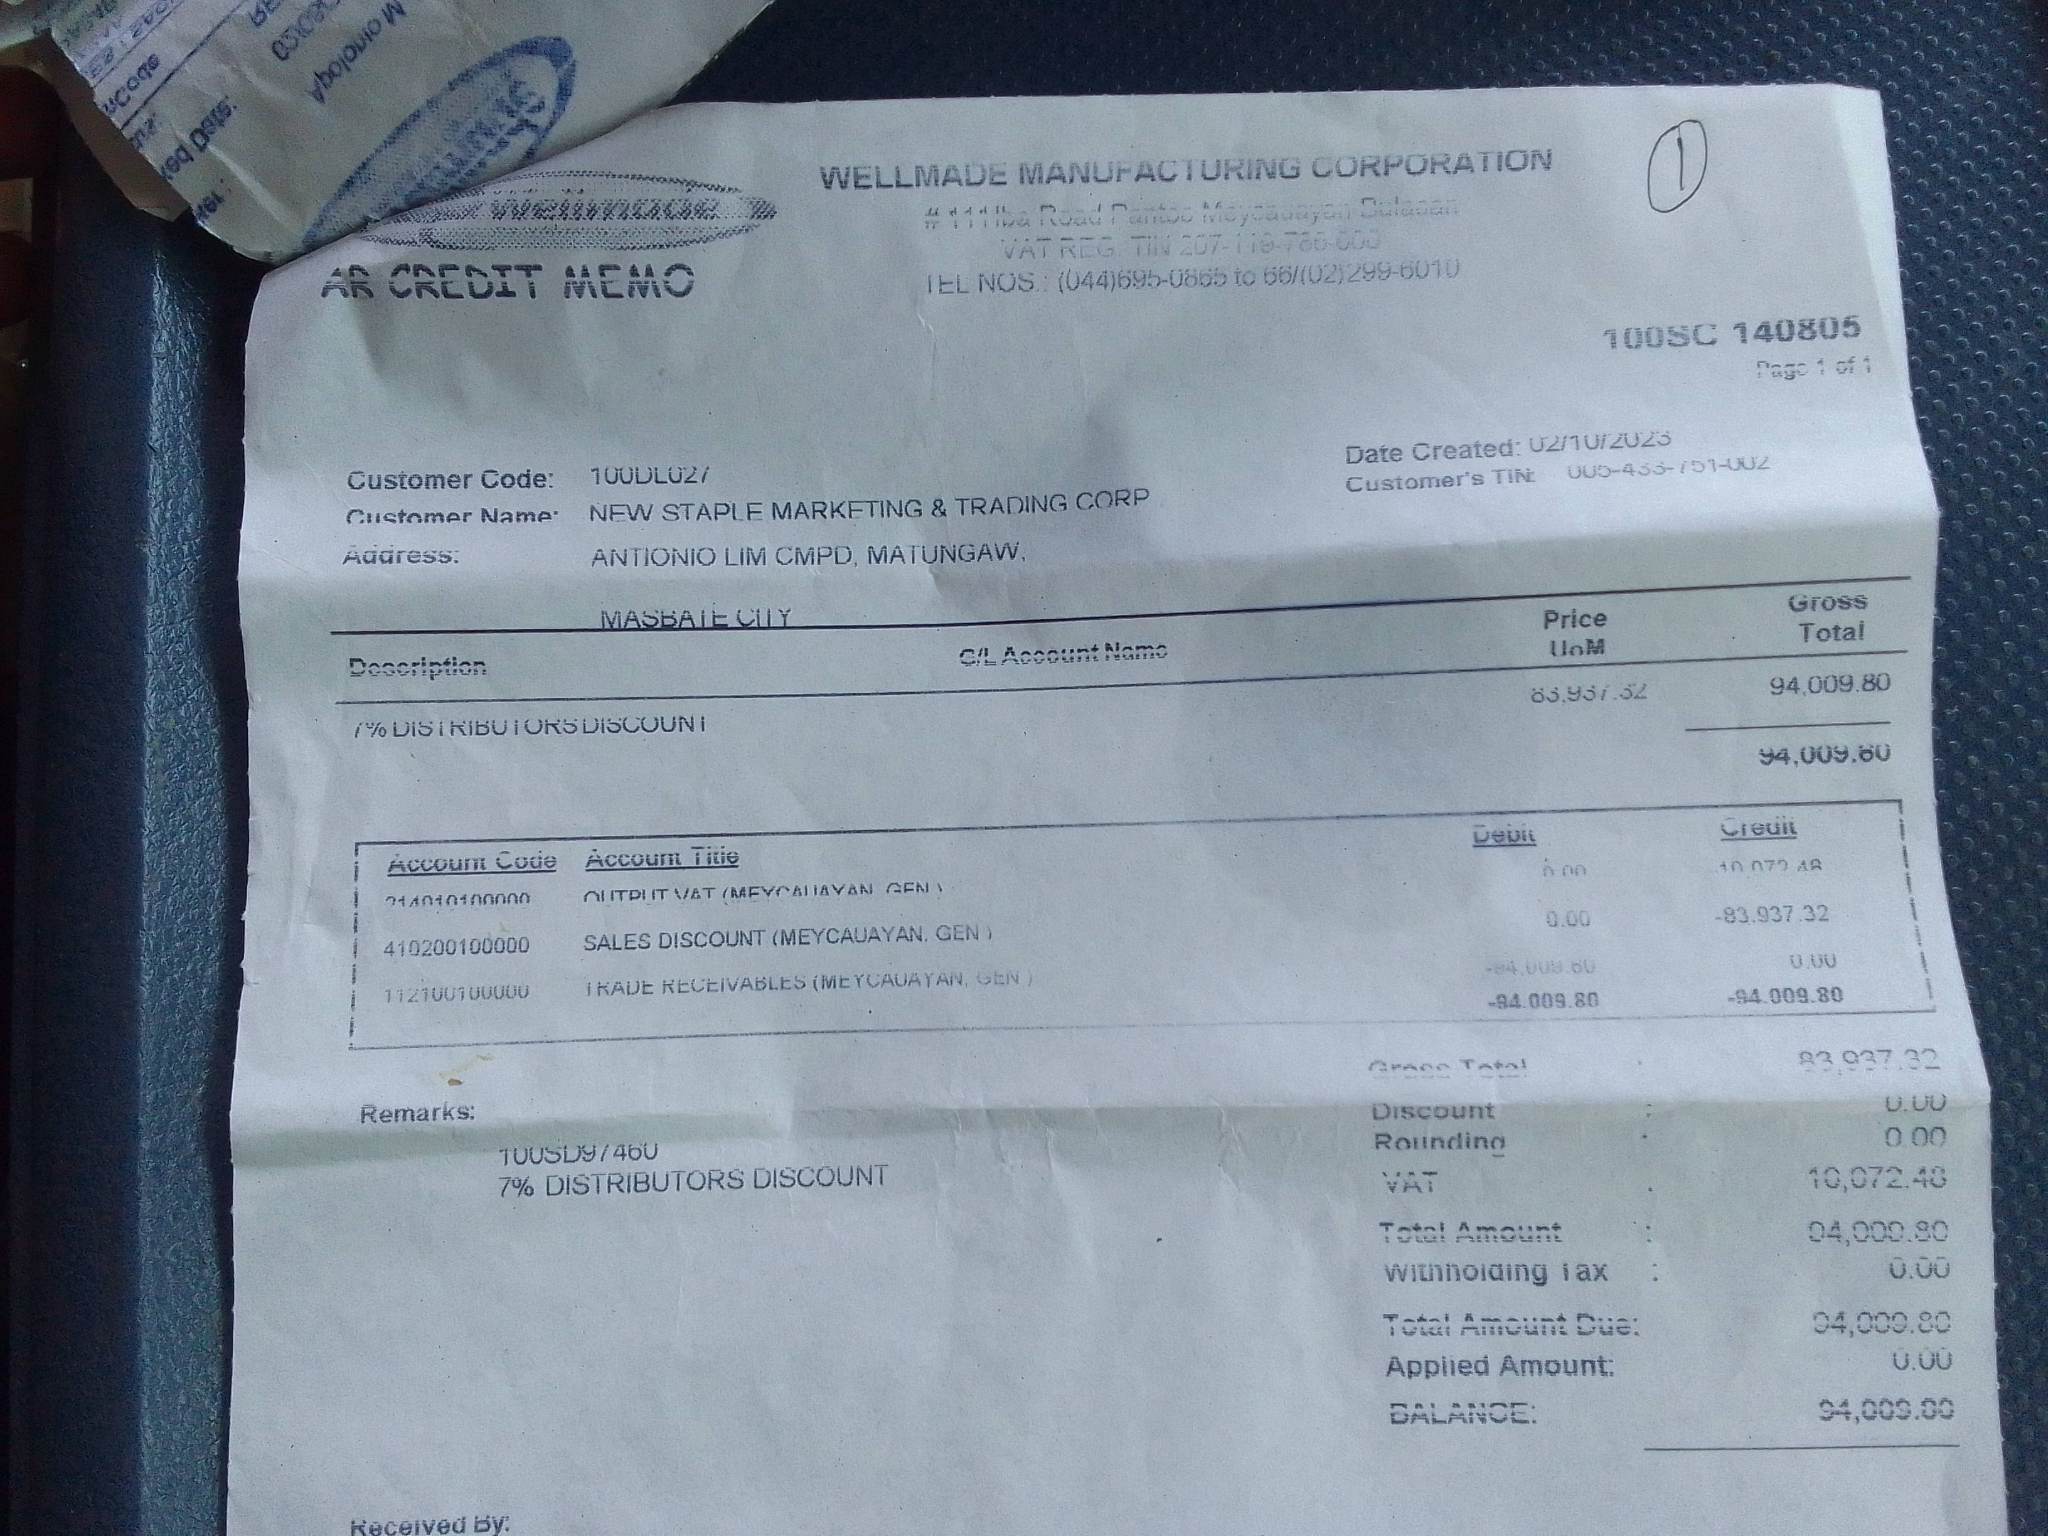 wellmade
WELLMADE MANUFACTURING CORPORATION
1
#111 Iba Road Pantoc Meycauayan Bulacan
VAT REG. TIN
AR CREDIT MEMO
TEL NOS.: (044)695-0865 to 66/(02)299-6010
100SC 140805
Page 1 of 1
Date Created: 02/10/2023
Customer Code: 100DL027
Customer's TIN: 005-433-751-002
Customer Name: NEW STAPLE MARKETING & TRADING CORP
Address: ANTIONIO LIM CMPD, MATUNGAW,
MASBATE CITY
Description G/L Account Name Price UoM Gross Total
7% DISTRIBUTORS DISCOUNT 83,937.32 94,009.80
94,009.80
Account Code Account Title Debit Credit
214010100000 OUTPUT VAT (MEYCAUAYAN, GEN ) 0.00 -10,072.48
410200100000 SALES DISCOUNT (MEYCAUAYAN, GEN ) 0.00 -83,937.32
112100100000 TRADE RECEIVABLES (MEYCAUAYAN, GEN ) -94,009.80 0.00
-94,009.80 -94,009.80
Gross Total : 83,937.32
Remarks:
Discount : 0.00
Rounding : 0.00
100SD97460
7% DISTRIBUTORS DISCOUNT
VAT : 10,072.48
Total Amount : 94,009.80
Withholding Tax : 0.00
Total Amount Due: 94,009.80
Applied Amount: 0.00
BALANCE: 94,009.80
Received By: